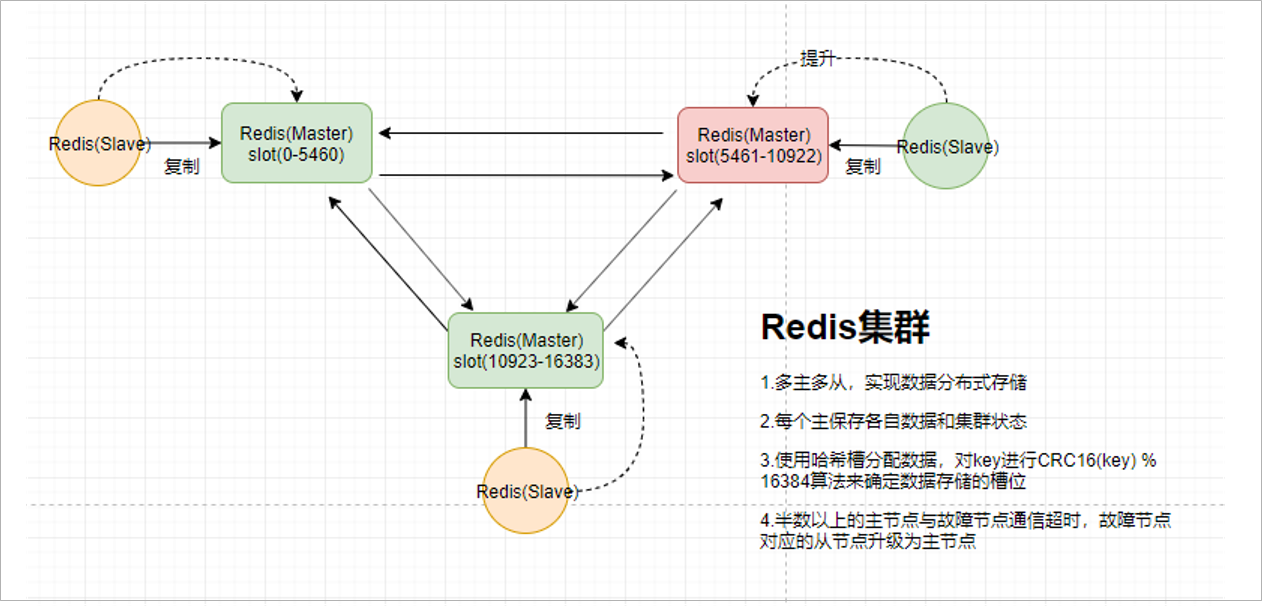 提升
Redis(Slave)
复制
Redis(Master)
slot(0-5460)
Redis(Master)
slot(5461-10922)
复制
Redis(Slave)
Redis(Master)
slot(10923-16383)
复制
Redis(Slave)
Redis集群
1.多主多从，实现数据分布式存储
2.每个主保存各自数据和集群状态
3.使用哈希槽分配数据，对key进行CRC16(key) %
16384算法来确定数据存储的槽位
4.半数以上的主节点与故障节点通信超时，故障节点
对应的从节点升级为主节点